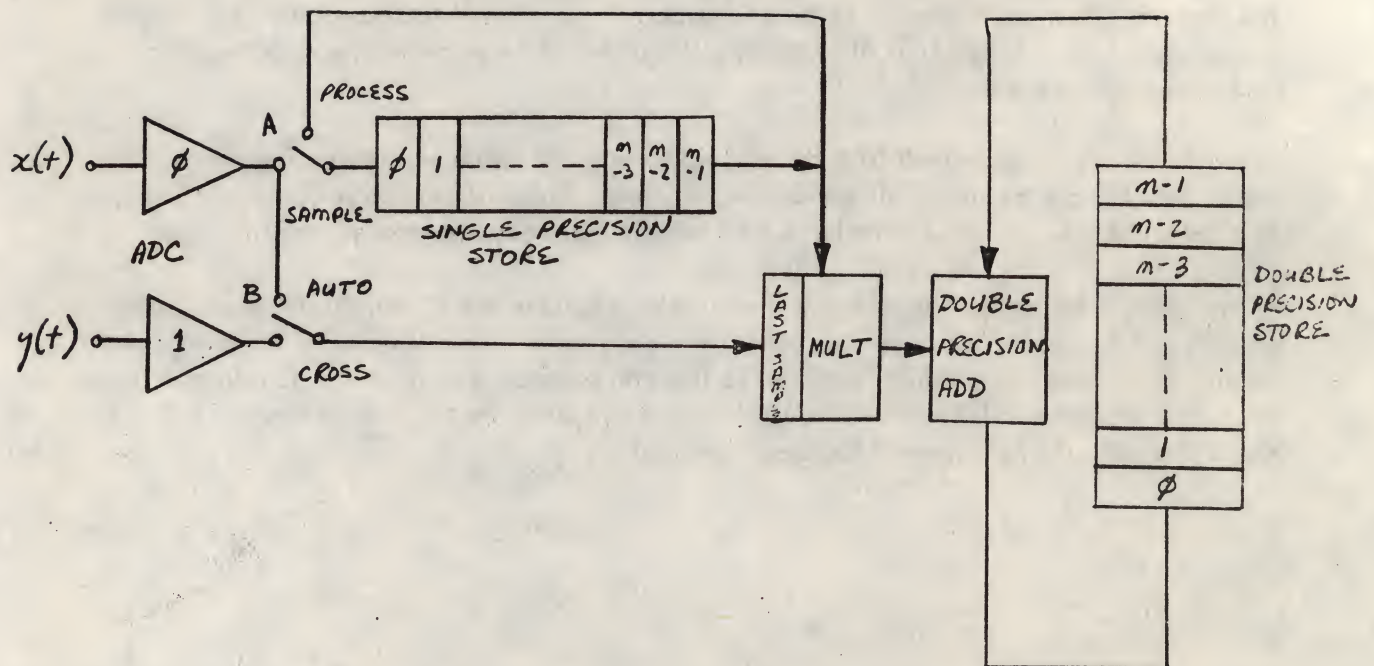 PROCESS
A
x(t)
ø
ø 1 m-3 m-2 m-1
SAMPLE
SINGLE PRECISION
STORE
ADC
B AUTO
y(t)
1
CROSS
LAST SAMPLE
MULT
DOUBLE
PRECISION
ADD
m-1
m-2
m-3
1
ø
DOUBLE
PRECISION
STORE